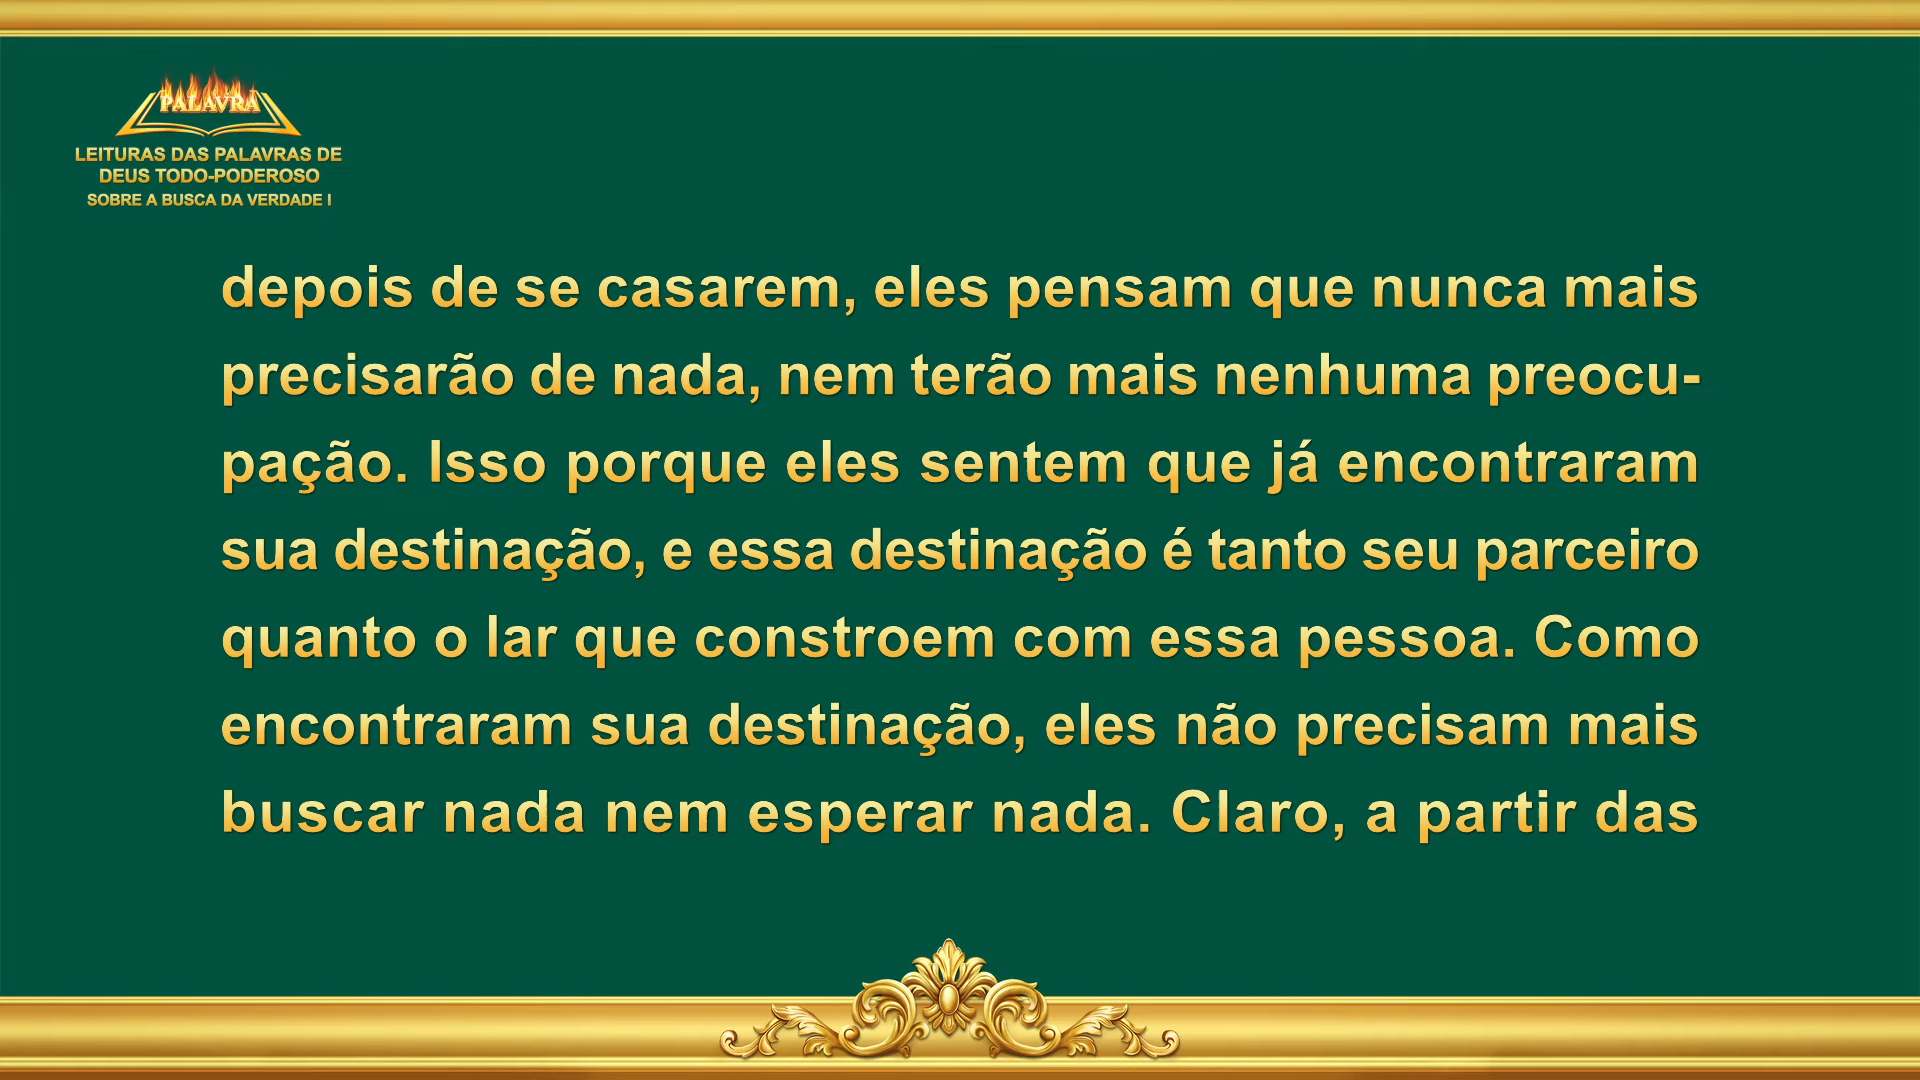 PALAVRA
LEITURAS DAS PALAVRAS DE
DEUS TODO-PODEROSO
SOBRE A BUSCA DA VERDADE I
depois de se casarem, eles pensam que nunca mais
precisarão de nada, nem terão mais nenhuma preocu-
pação. Isso porque eles sentem que já encontraram
sua destinação, e essa destinação é tanto seu parceiro
quanto o lar que constroem com essa pessoa. Como
encontraram sua destinação, eles não precisam mais
buscar nada nem esperar nada. Claro, a partir das